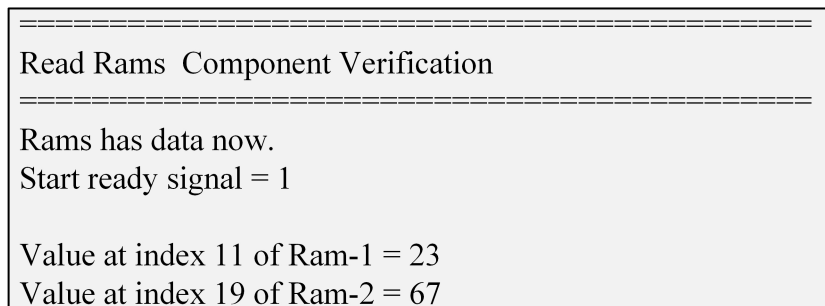 ============================================
Read Rams  Component Verification
============================================
Rams has data now.
Start ready signal = 1
Value at index 11 of Ram-1 = 23
Value at index 19 of Ram-2 = 67